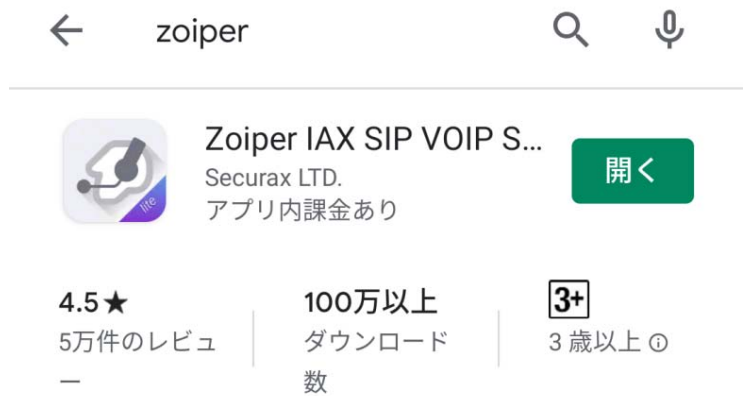 zoiper
Zoiper IAX SIP VOIP S...
Securax LTD.
開く
アプリ内課金あり
lite
4.5★
100万以上
3+
5万件のレビュ
ー
ダウンロード
数
3 歳以上